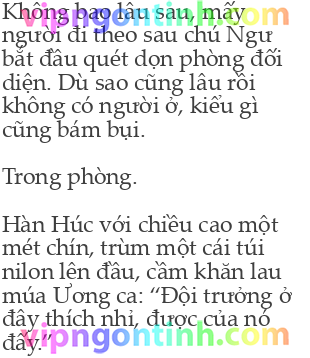 Không bao lâu sau, mấy
người đi theo sau chú Ngư
bắt đầu quét dọn phòng đối
diện. Dù sao cũng lâu rồi
không có người ở, kiểu gì
cũng bám bụi.
Trong phòng.
Hàn Húc với chiều cao một
mét chín, trùm một cái túi
nilon lên đầu, cầm khăn lau
múa Ương ca: “Đội trưởng ở
đây thích nhỉ, được của nó
đấy.”
vipngontinh.com
vipngontinh.com